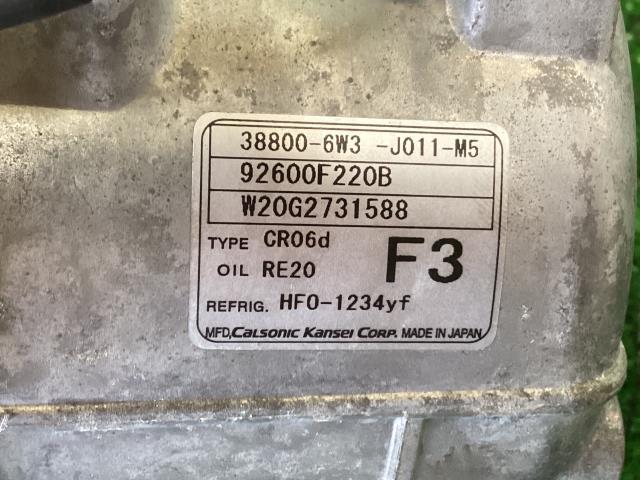 38800-6W3 -J011-M5
92600F220B
W20G2731588
TYPE CR06d
F3
OIL RE20
REFRIG. HFO-1234yf
MFD,CALSONIC KANSEI CORP. MADE IN JAPAN